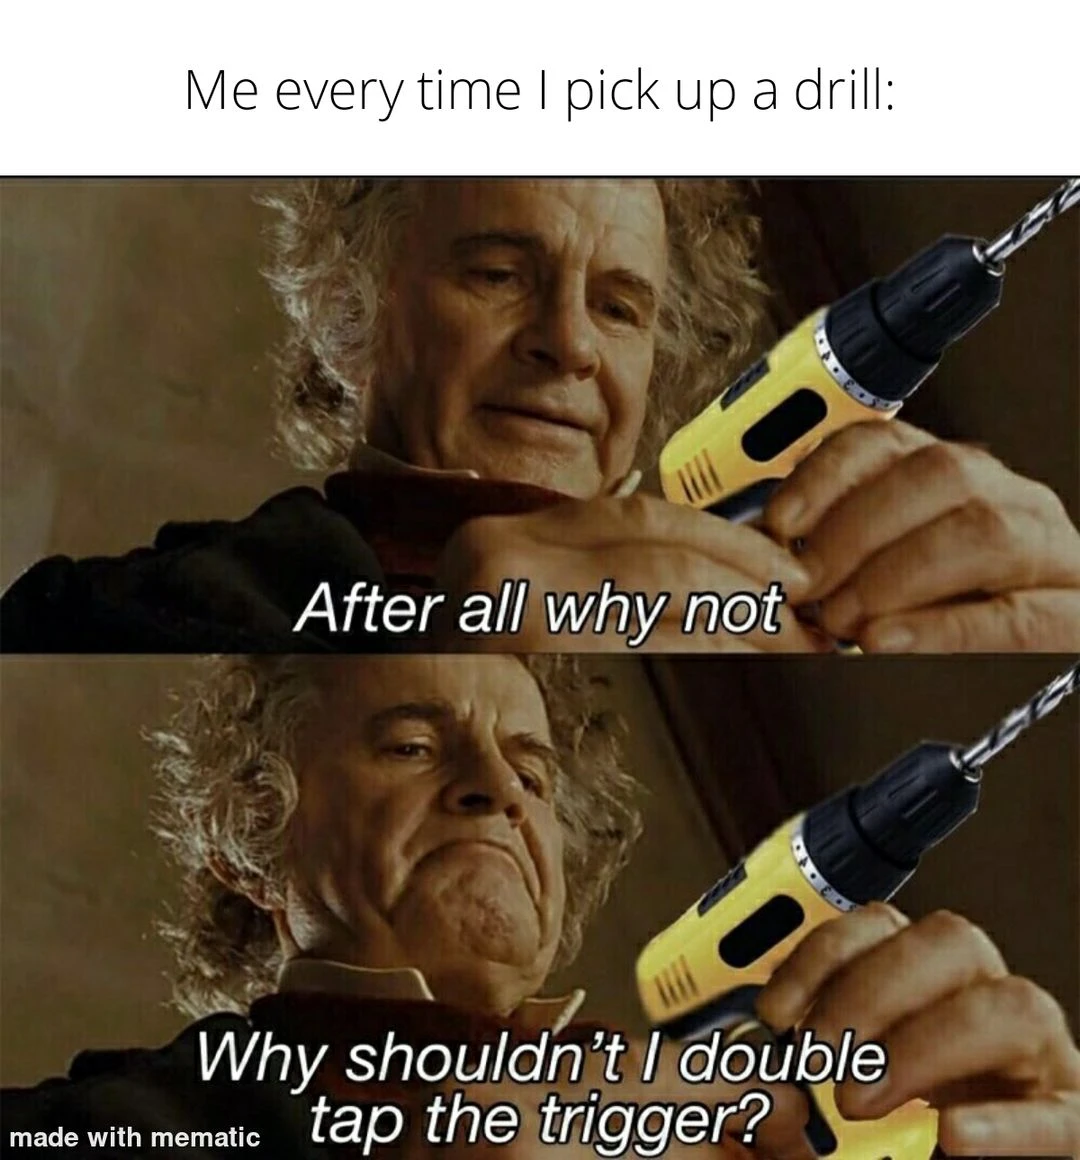 Me every time I pick up a drill:
After all why not
Why shouldn’t I double
tap the trigger?
made with mematic